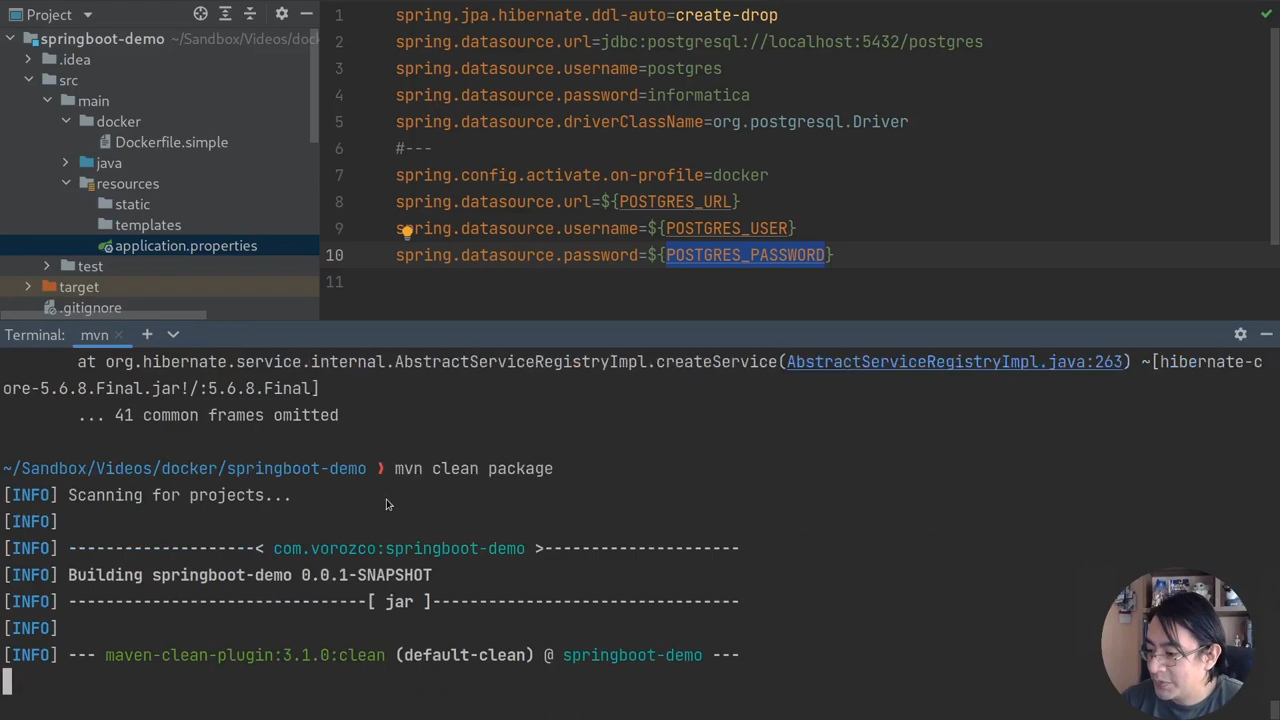 Project
springboot-demo ~/Sandbox/Videos/dock
.idea
src
main
docker
Dockerfile.simple
java
resources
static
templates
application.properties
test
target
.gitignore
1 spring.jpa.hibernate.ddl-auto=create-drop
2 spring.datasource.url=jdbc:postgresql://localhost:5432/postgres
3 spring.datasource.username=postgres
4 spring.datasource.password=informatica
5 spring.datasource.driverClassName=org.postgresql.Driver
6 #---
7 spring.config.activate.on-profile=docker
8 spring.datasource.url=${POSTGRES_URL}
9 spring.datasource.username=${POSTGRES_USER}
10 spring.datasource.password=${POSTGRES_PASSWORD}
11
Terminal: mvn
at org.hibernate.service.internal.AbstractServiceRegistryImpl.createService(AbstractServiceRegistryImpl.java:263) ~[hibernate-c
ore-5.6.8.Final.jar!/:5.6.8.Final]
... 41 common frames omitted
~/Sandbox/Videos/docker/springboot-demo ❯ mvn clean package
[INFO] Scanning for projects...
[INFO]
[INFO] --------------------< com.vorozco:springboot-demo >---------------------
[INFO] Building springboot-demo 0.0.1-SNAPSHOT
[INFO] --------------------------------[ jar ]---------------------------------
[INFO]
[INFO] --- maven-clean-plugin:3.1.0:clean (default-clean) @ springboot-demo ---